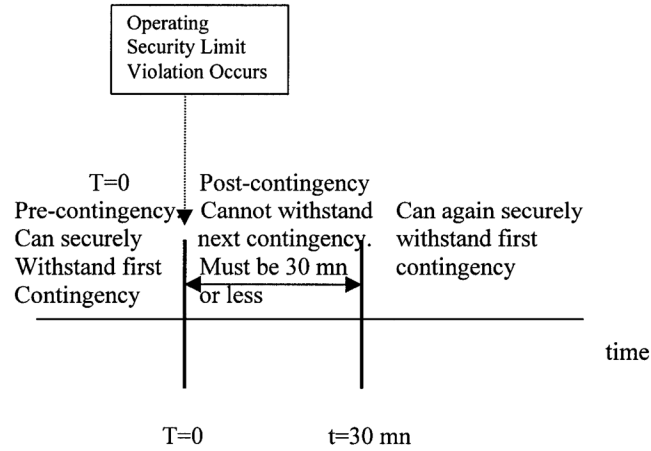 Operating
Security Limit
Violation Occurs
T=0
Pre-contingency
Can securely
Withstand first
Contingency
Post-contingency
Cannot withstand
next contingency.
Must be 30 mn
or less
Can again securely
withstand first
contingency
time
T=0
t=30 mn